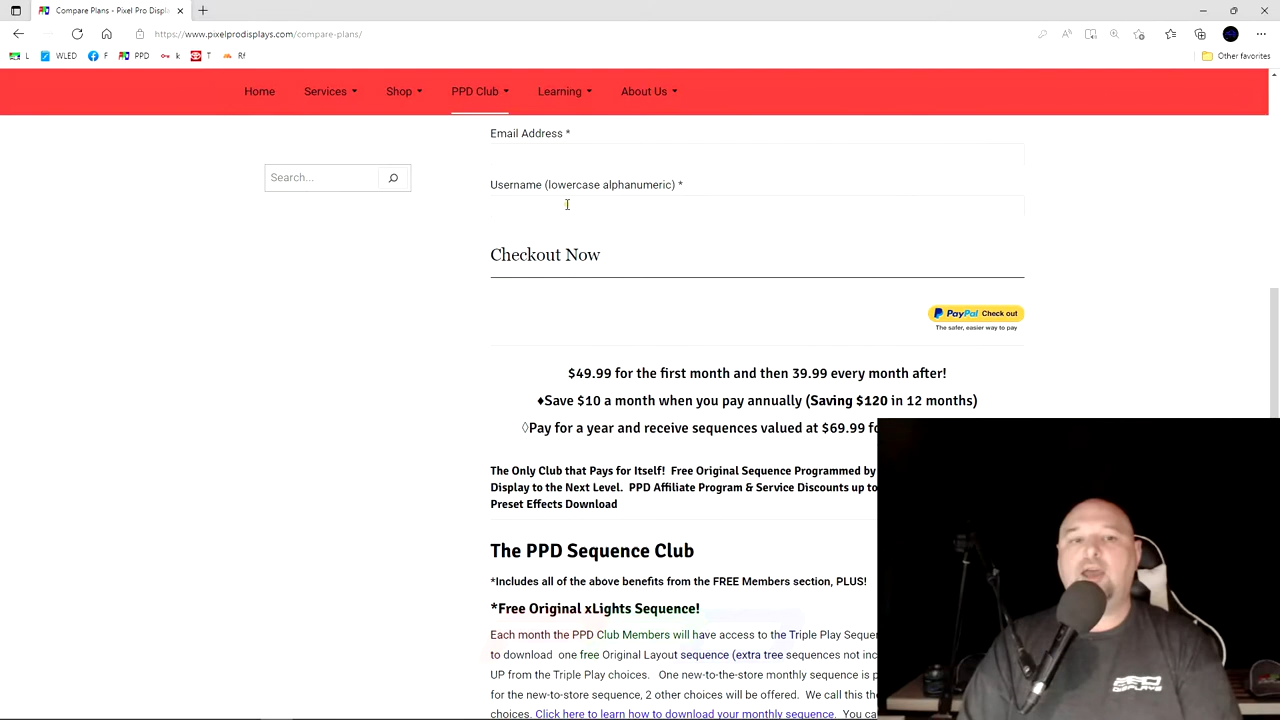 Compare Plans - Pixel Pro Displ
https://www.pixelprodisplays.com/compare-plans/
L WLED F PPD k T Rf Other favorites
Home Services Shop PPD Club Learning About Us
Email Address *
Search...
Username (lowercase alphanumeric) *
Checkout Now
PayPal Check out
The safer, easier way to pay
$49.99 for the first month and then 39.99 every month after!
♦Save $10 a month when you pay annually (Saving $120 in 12 months)
◊Pay for a year and receive sequences valued at $69.99 fo
The Only Club that Pays for Itself! Free Original Sequence Programmed by
Display to the Next Level. PPD Affiliate Program & Service Discounts up to
Preset Effects Download
The PPD Sequence Club
*Includes all of the above benefits from the FREE Members section, PLUS!
*Free Original xLights Sequence!
Each month the PPD Club Members will have access to the Triple Play Seque
to download one free Original Layout sequence (extra tree sequences not inc
UP from the Triple Play choices. One new-to-the-store monthly sequence is p
for the new-to-store sequence, 2 other choices will be offered. We call this the
choices. Click here to learn how to download your monthly sequence. You ca
DISPLAYS